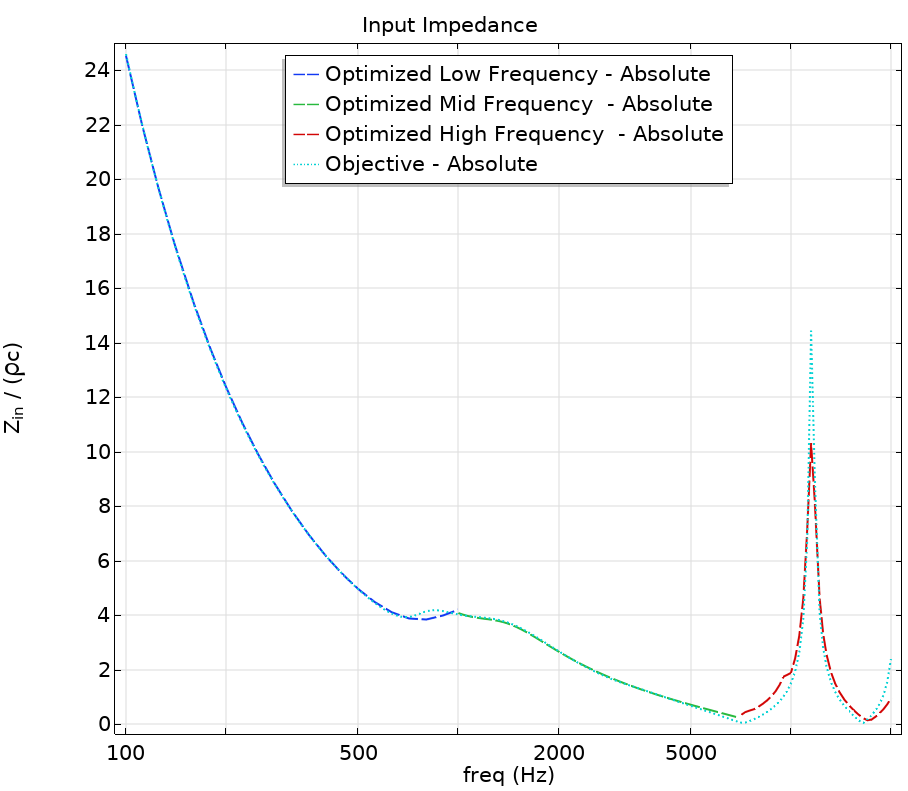 Input Impedance
Optimized Low Frequency - Absolute
Optimized Mid Frequency  - Absolute
Optimized High Frequency  - Absolute
Objective - Absolute
24
22
20
18
16
14
12
10
8
6
4
2
0
Zin / (ρc)
100 500 2000 5000
freq (Hz)